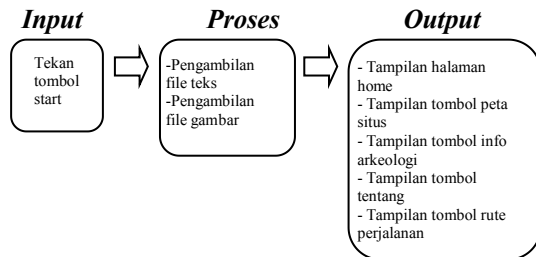 Input
Proses
Output
Tekan
tombol
start
-Pengambilan
file teks
-Pengambilan
file gambar
- Tampilan halaman
home
- Tampilan tombol peta
situs
- Tampilan tombol info
arkeologi
- Tampilan tombol
tentang
- Tampilan tombol rute
perjalanan